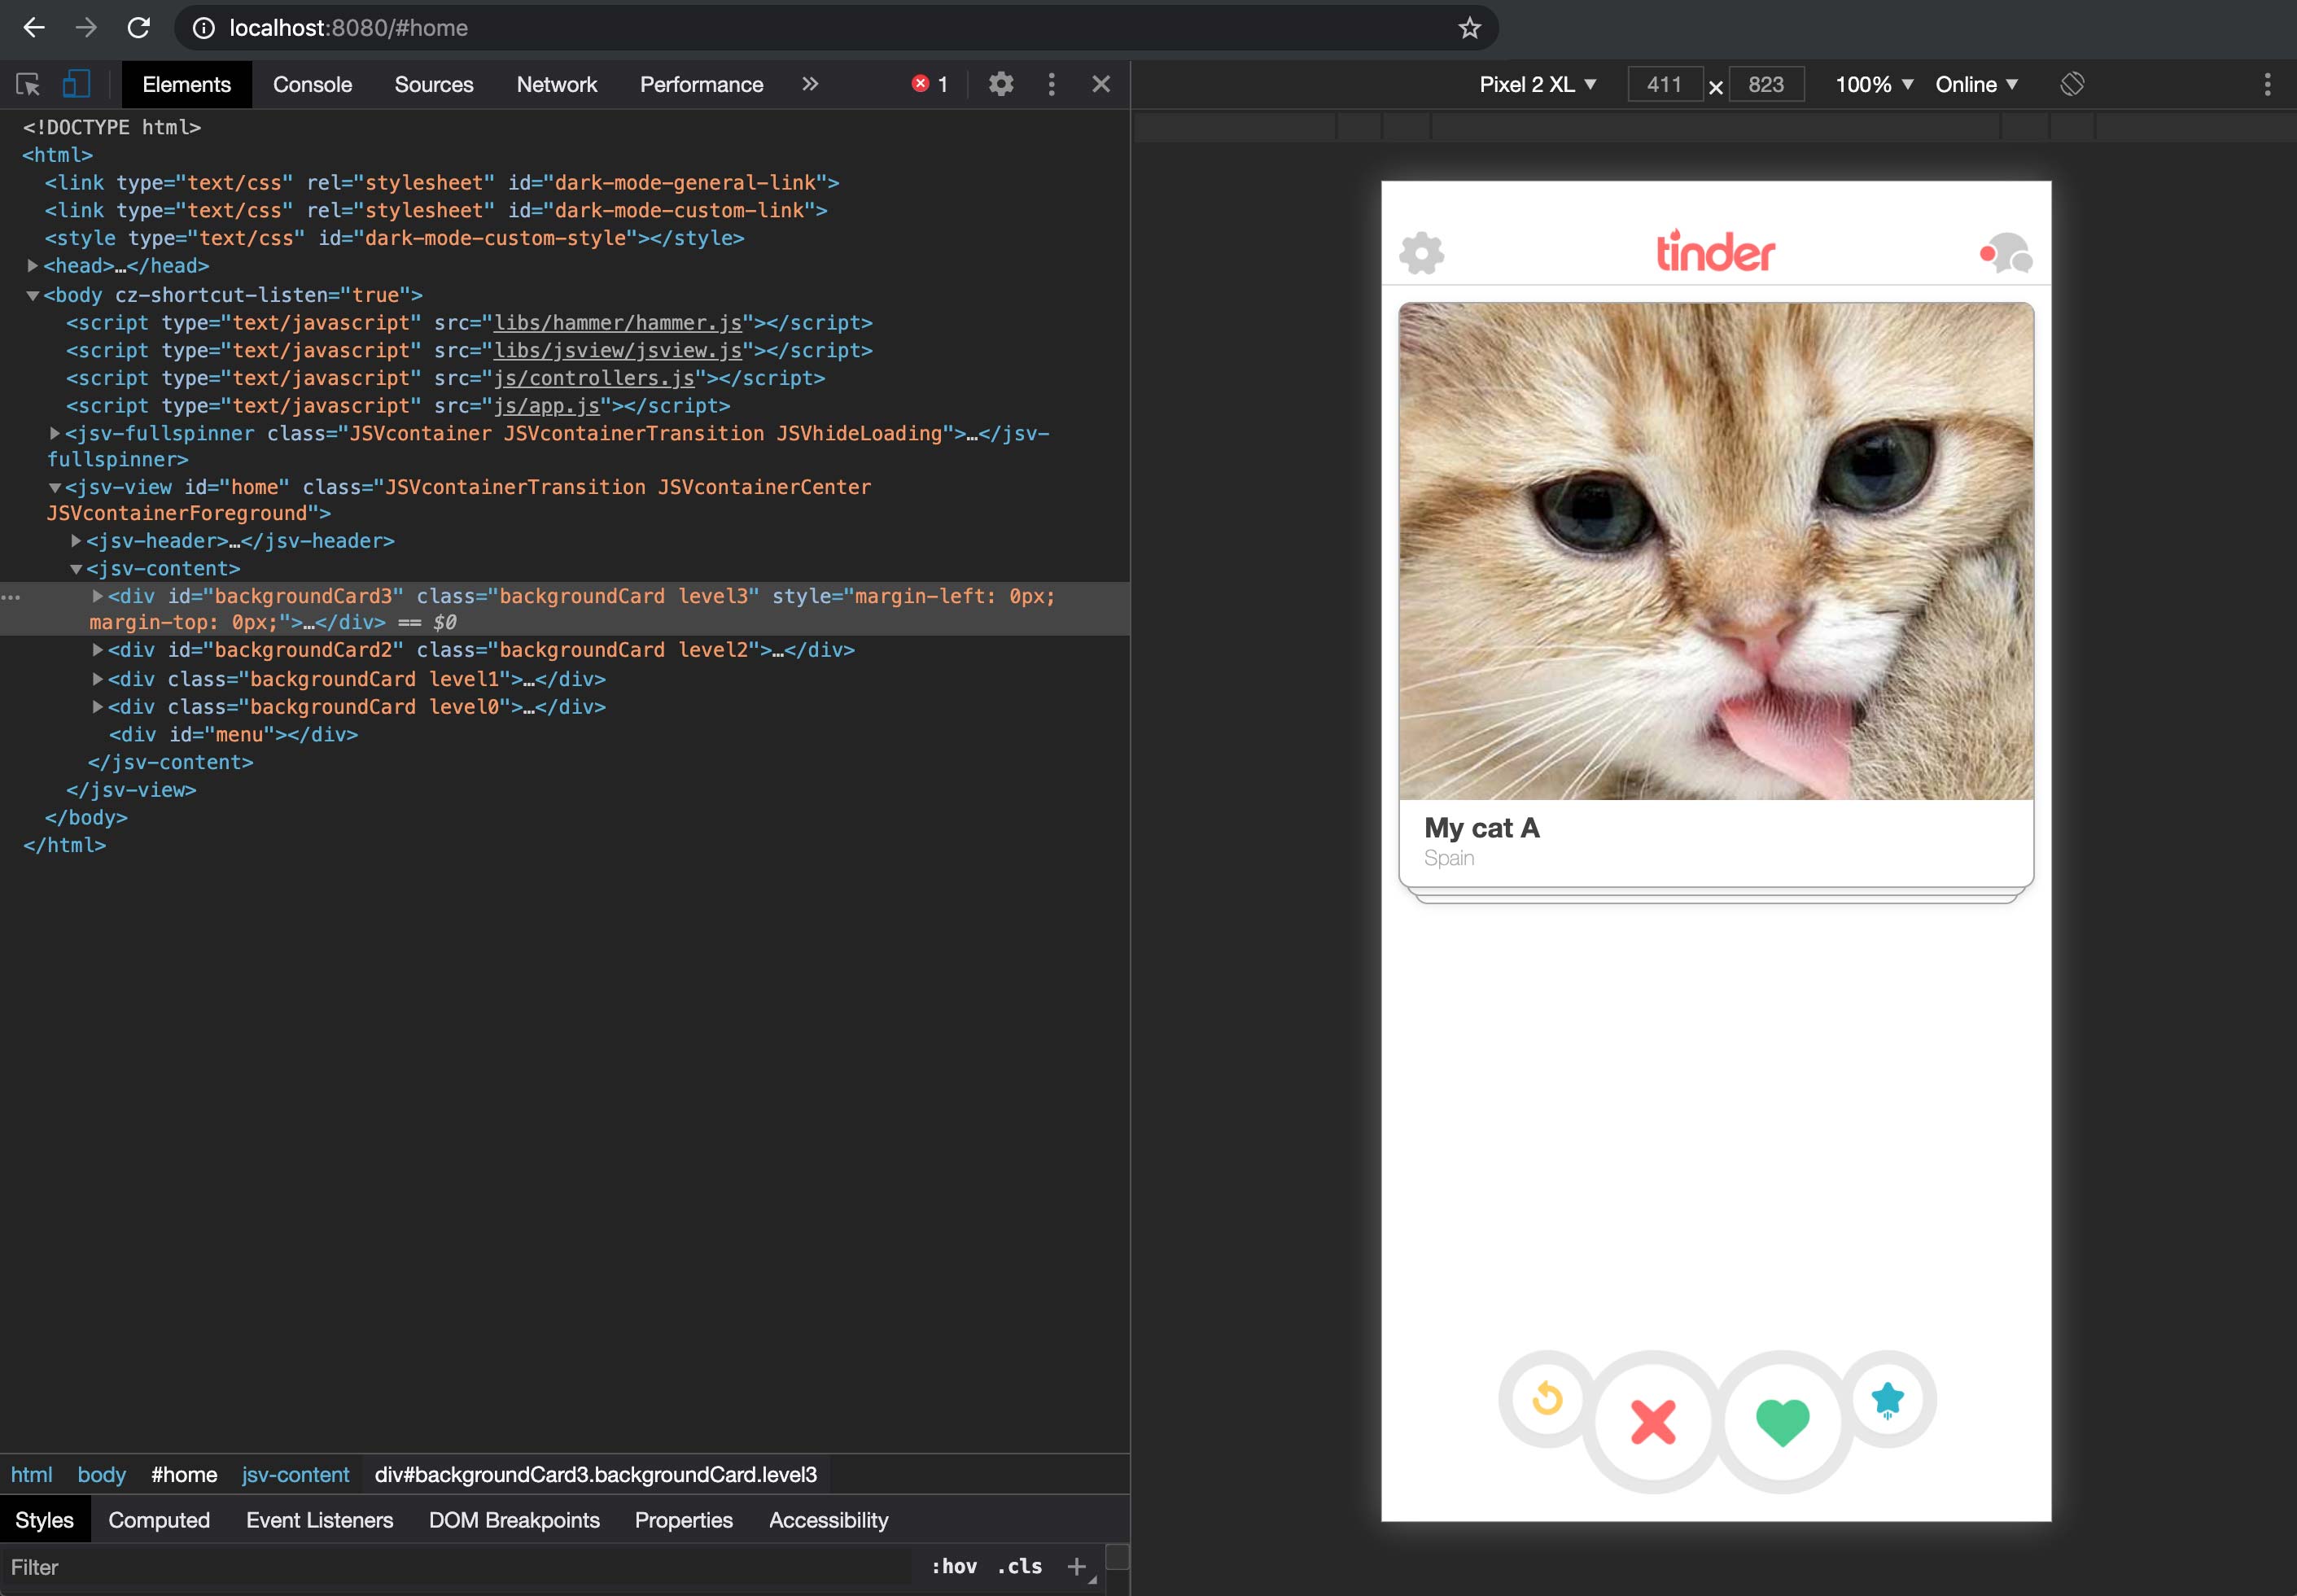 localhost:8080/#home
Elements Console Sources Network Performance » 1
Pixel 2 XL ▼ 411 × 823 100% ▼ Online ▼
<!DOCTYPE html>
<html>
<link type="text/css" rel="stylesheet" id="dark-mode-general-link">
<link type="text/css" rel="stylesheet" id="dark-mode-custom-link">
<style type="text/css" id="dark-mode-custom-style"></style>
<head>…</head>
<body cz-shortcut-listen="true">
<script type="text/javascript" src="libs/hammer/hammer.js"></script>
<script type="text/javascript" src="libs/jsview/jsview.js"></script>
<script type="text/javascript" src="js/controllers.js"></script>
<script type="text/javascript" src="js/app.js"></script>
<jsv-fullspinner class="JSVcontainer JSVcontainerTransition JSVhideLoading">…</jsv-
fullspinner>
<jsv-view id="home" class="JSVcontainerTransition JSVcontainerCenter
JSVcontainerForeground">
<jsv-header>…</jsv-header>
<jsv-content>
<div id="backgroundCard3" class="backgroundCard level3" style="margin-left: 0px;
margin-top: 0px;">…</div> == $0
<div id="backgroundCard2" class="backgroundCard level2">…</div>
<div class="backgroundCard level1">…</div>
<div class="backgroundCard level0">…</div>
<div id="menu"></div>
</jsv-content>
</jsv-view>
</body>
</html>
html body #home jsv-content div#backgroundCard3.backgroundCard.level3
Styles Computed Event Listeners DOM Breakpoints Properties Accessibility
Filter :hov .cls +
tinder
My cat A
Spain